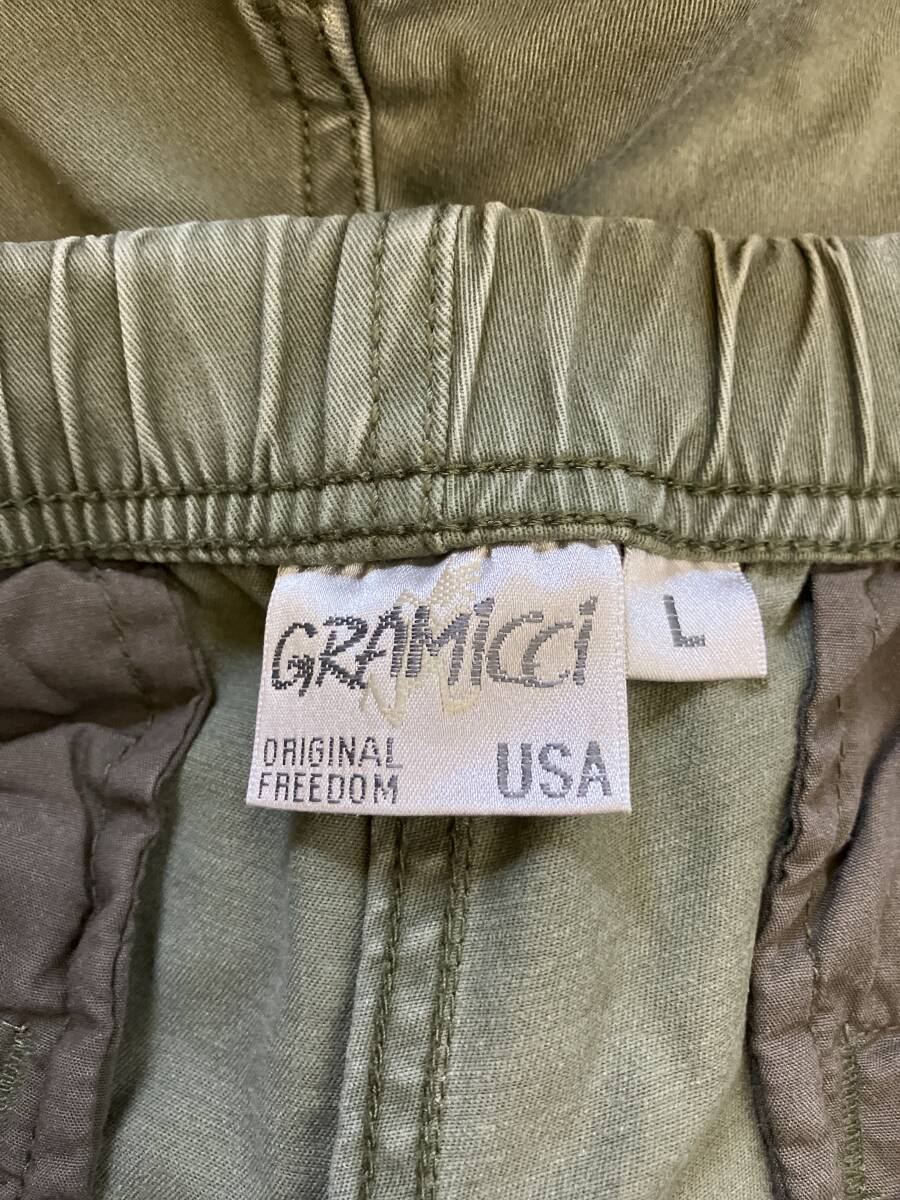 GRAMiCCi
L
ORIGINAL
FREEDOM
USA